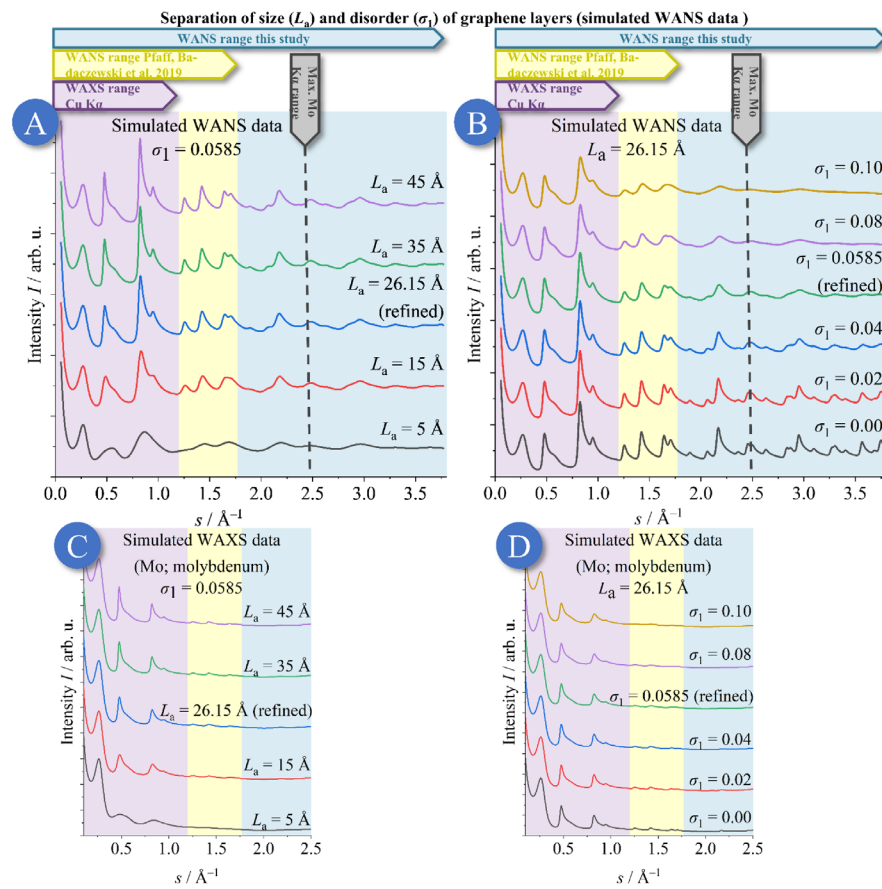 Separation of size (Lₐ) and disorder (σ₁) of graphene layers (simulated WANS data )
WANS range this study
WANS range Pfaff, Ba-
daczewski et al. 2019
WAXS range
Cu Kα
Max. Mo
Kα range
A
Simulated WANS data
σ₁ = 0.0585
Lₐ = 45 Å
Lₐ = 35 Å
Lₐ = 26.15 Å
(refined)
Lₐ = 15 Å
Lₐ = 5 Å
Intensity I / arb. u.
0.0 0.5 1.0 1.5 2.0 2.5 3.0 3.5
s / Å⁻¹
WANS range this study
WANS range Pfaff, Ba-
daczewski et al. 2019
WAXS range
Cu Kα
Max. Mo
Kα range
B
Simulated WANS data
Lₐ = 26.15 Å
σ₁ = 0.10
σ₁ = 0.08
σ₁ = 0.0585
(refined)
σ₁ = 0.04
σ₁ = 0.02
σ₁ = 0.00
Intensity I / arb. u.
0.0 0.5 1.0 1.5 2.0 2.5 3.0 3.5
s / Å⁻¹
C
Simulated WAXS data
(Mo; molybdenum)
σ₁ = 0.0585
Lₐ = 45 Å
Lₐ = 35 Å
Lₐ = 26.15 Å (refined)
Lₐ = 15 Å
Lₐ = 5 Å
Intensity I / arb. u.
0.5 1.0 1.5 2.0 2.5
s / Å⁻¹
D
Simulated WAXS data
(Mo; molybdenum)
Lₐ = 26.15 Å
σ₁ = 0.10
σ₁ = 0.08
σ₁ = 0.0585 (refined)
σ₁ = 0.04
σ₁ = 0.02
σ₁ = 0.00
Intensity I / arb. u.
0.5 1.0 1.5 2.0 2.5
s / Å⁻¹